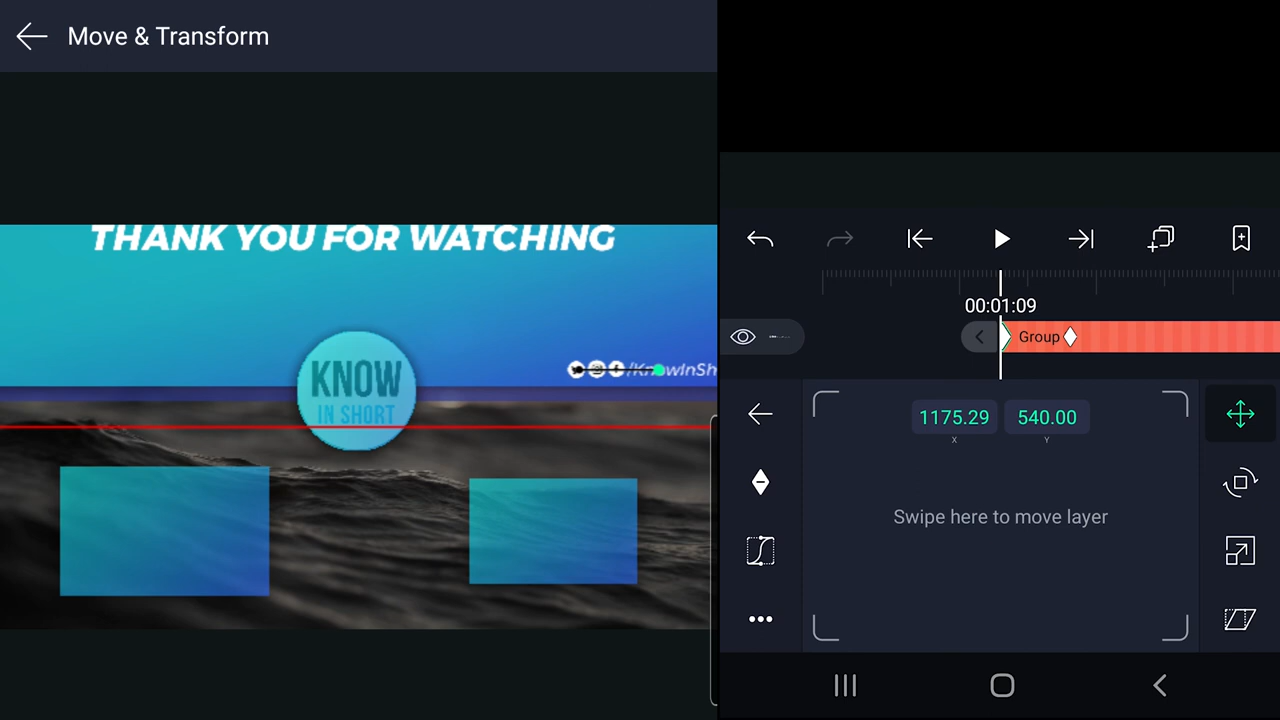 Move & Transform
THANK YOU FOR WATCHING
KNOW
IN SHORT
/KnowInSh
00:01:09
Group
1175.29
540.00
X
Y
Swipe here to move layer